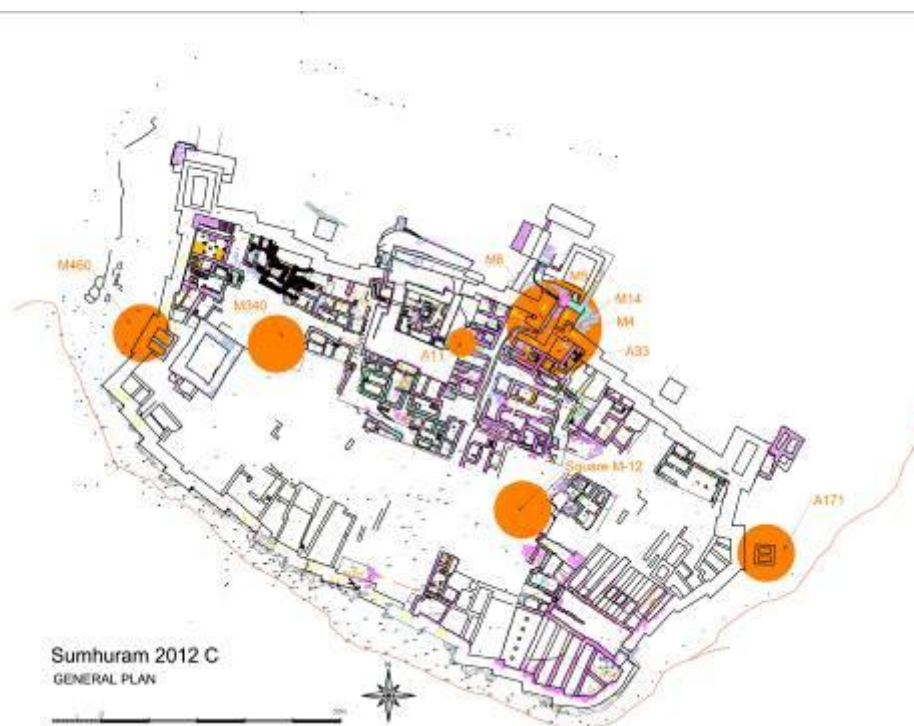 M6
M5
M460
M14
M340
M4
A11
A33
Square M-12
A171
Sumhuram 2012 C
GENERAL PLAN
N